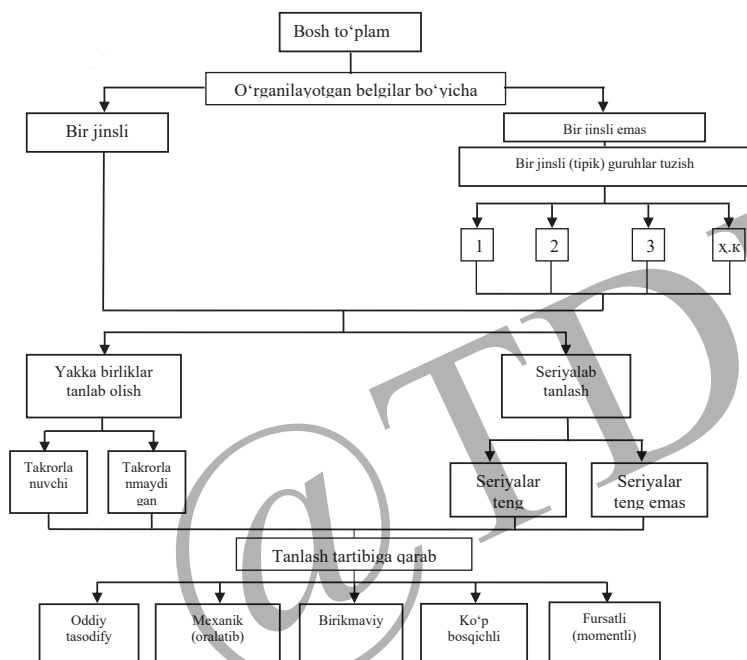 Bosh to‘plam
O‘rganilayotgan belgilar bo‘yicha
Bir jinsli
Bir jinsli emas
Bir jinsli (tipik) guruhlar tuzish
1
2
3
ҳ.к
Yakka birliklar
tanlab olish
Seriyalab
tanlash
Takrorla
nuvchi
Takrorla
nmaydi
gan
Seriyalar
teng
Seriyalar
teng emas
Tanlash tartibiga qarab
Oddiy
tasodify
Mexanik
(oralatib)
Birikmaviy
Ko‘p
bosqichli
Fursatli
(momentli)
@TD